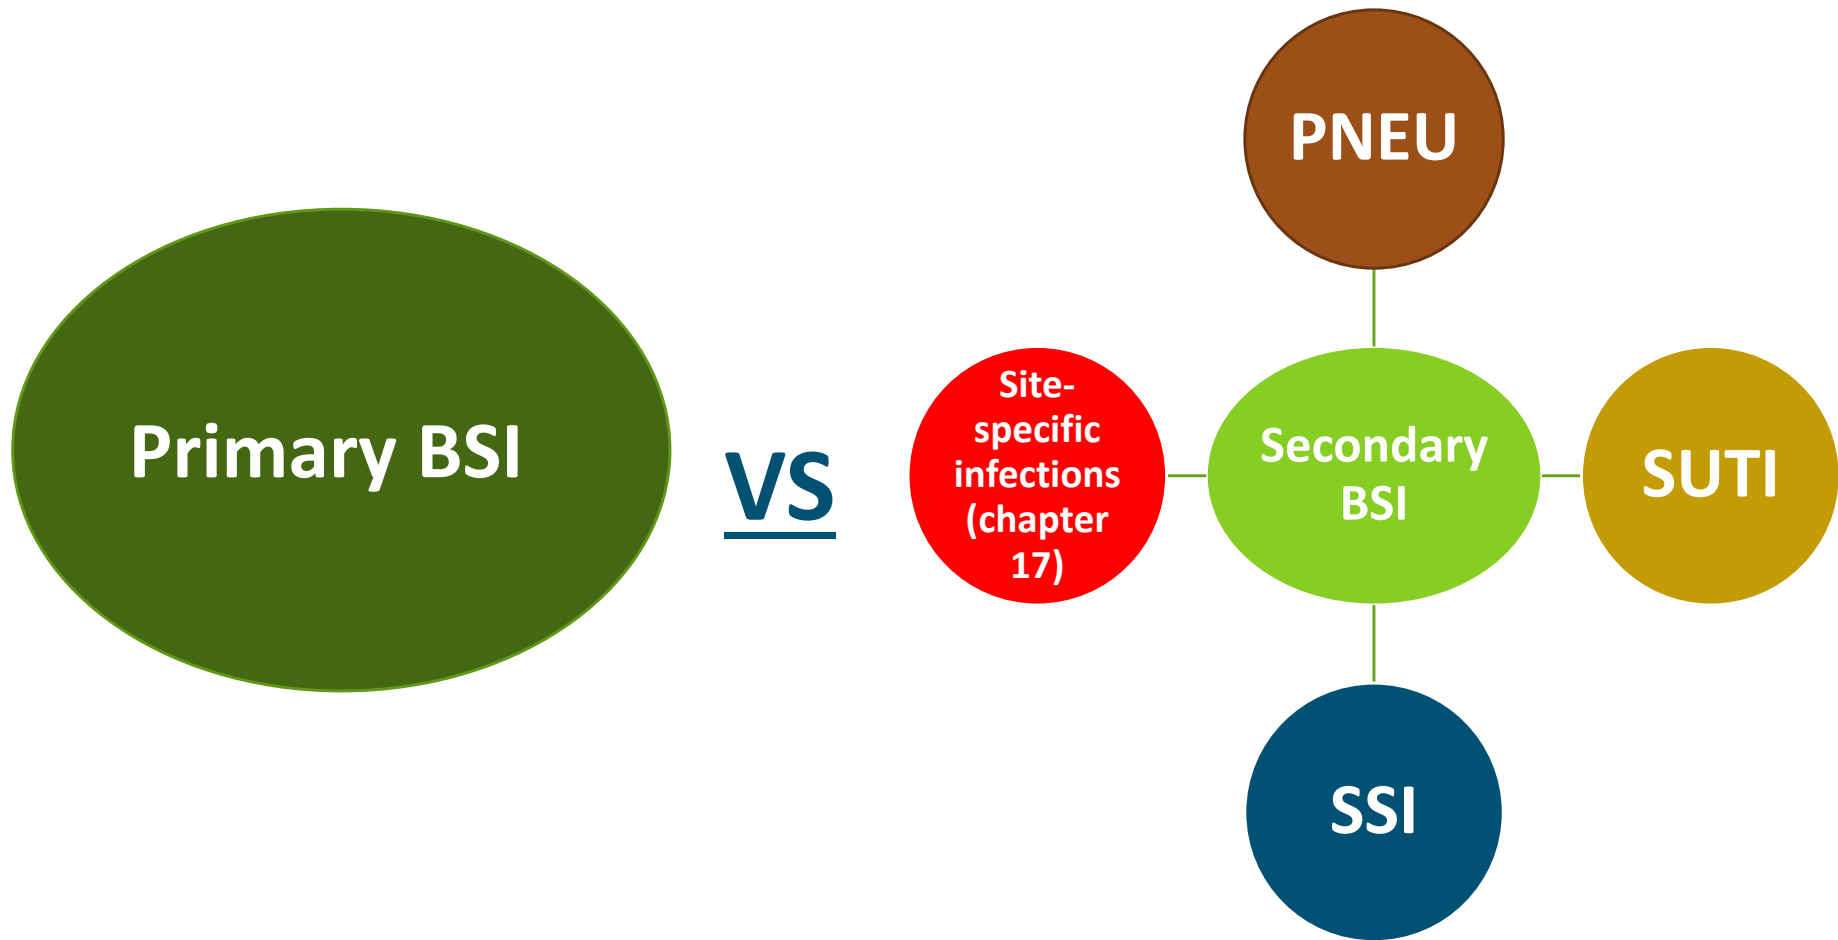 Primary BSI
VS
PNEU
Site-
specific
infections
(chapter
17)
Secondary
BSI
SUTI
SSI